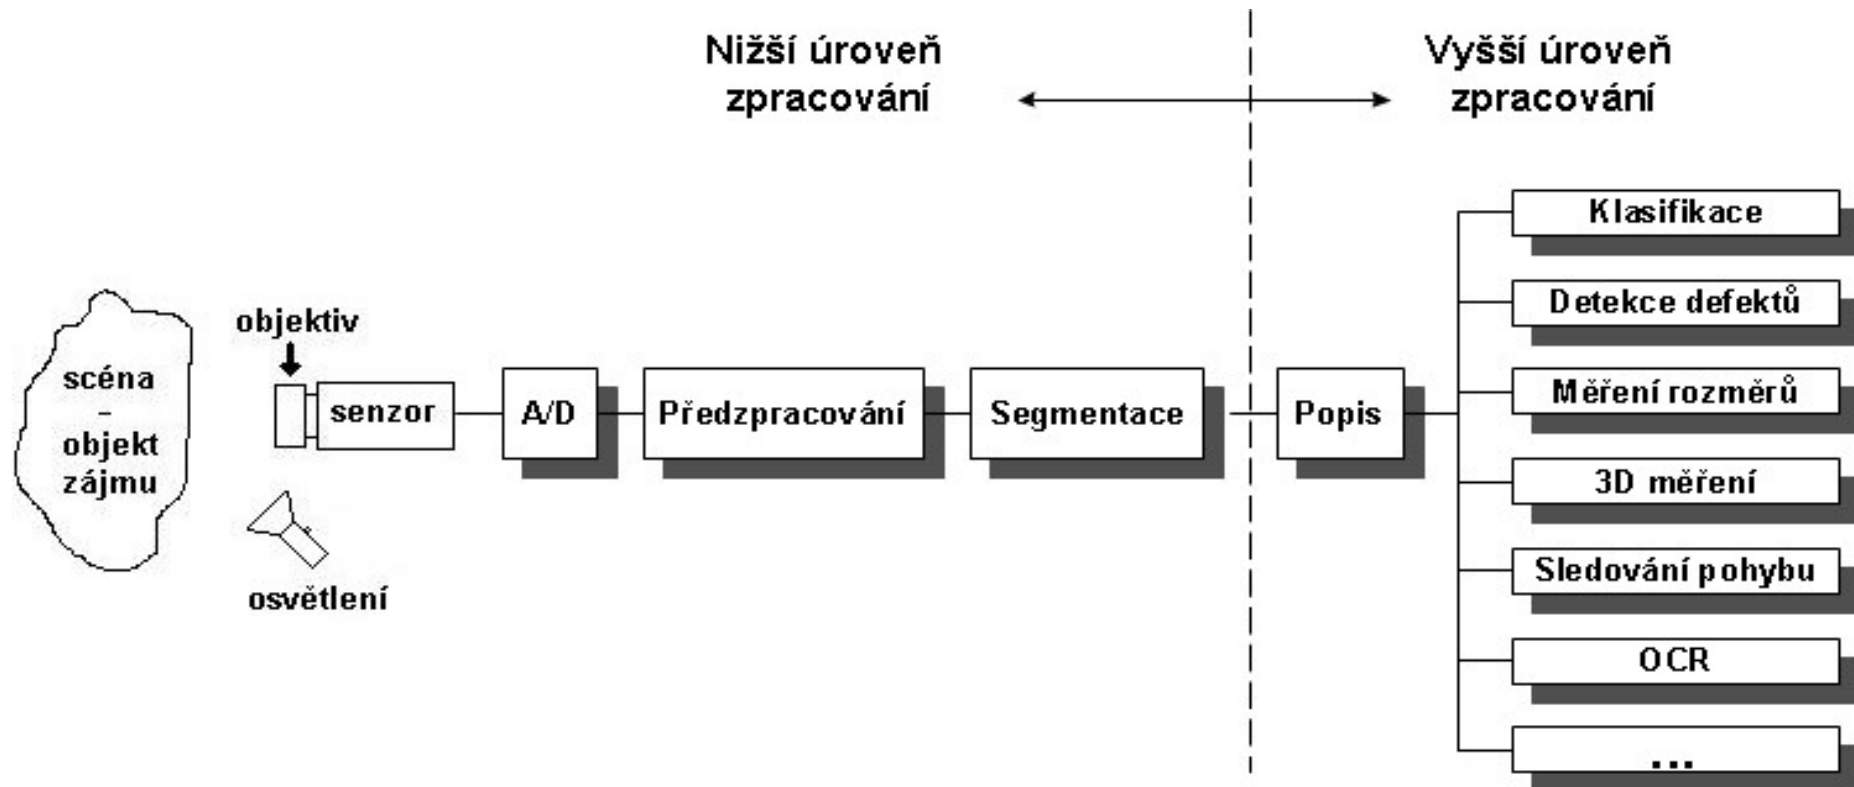 Nižší úroveň
zpracování
Vyšší úroveň
zpracování
scéna
-
objekt
zájmu
objektiv
senzor
osvětlení
A/D
Předzpracování
Segmentace
Popis
Klasifikace
Detekce defektů
Měření rozměrů
3D měření
Sledování pohybu
OCR
...